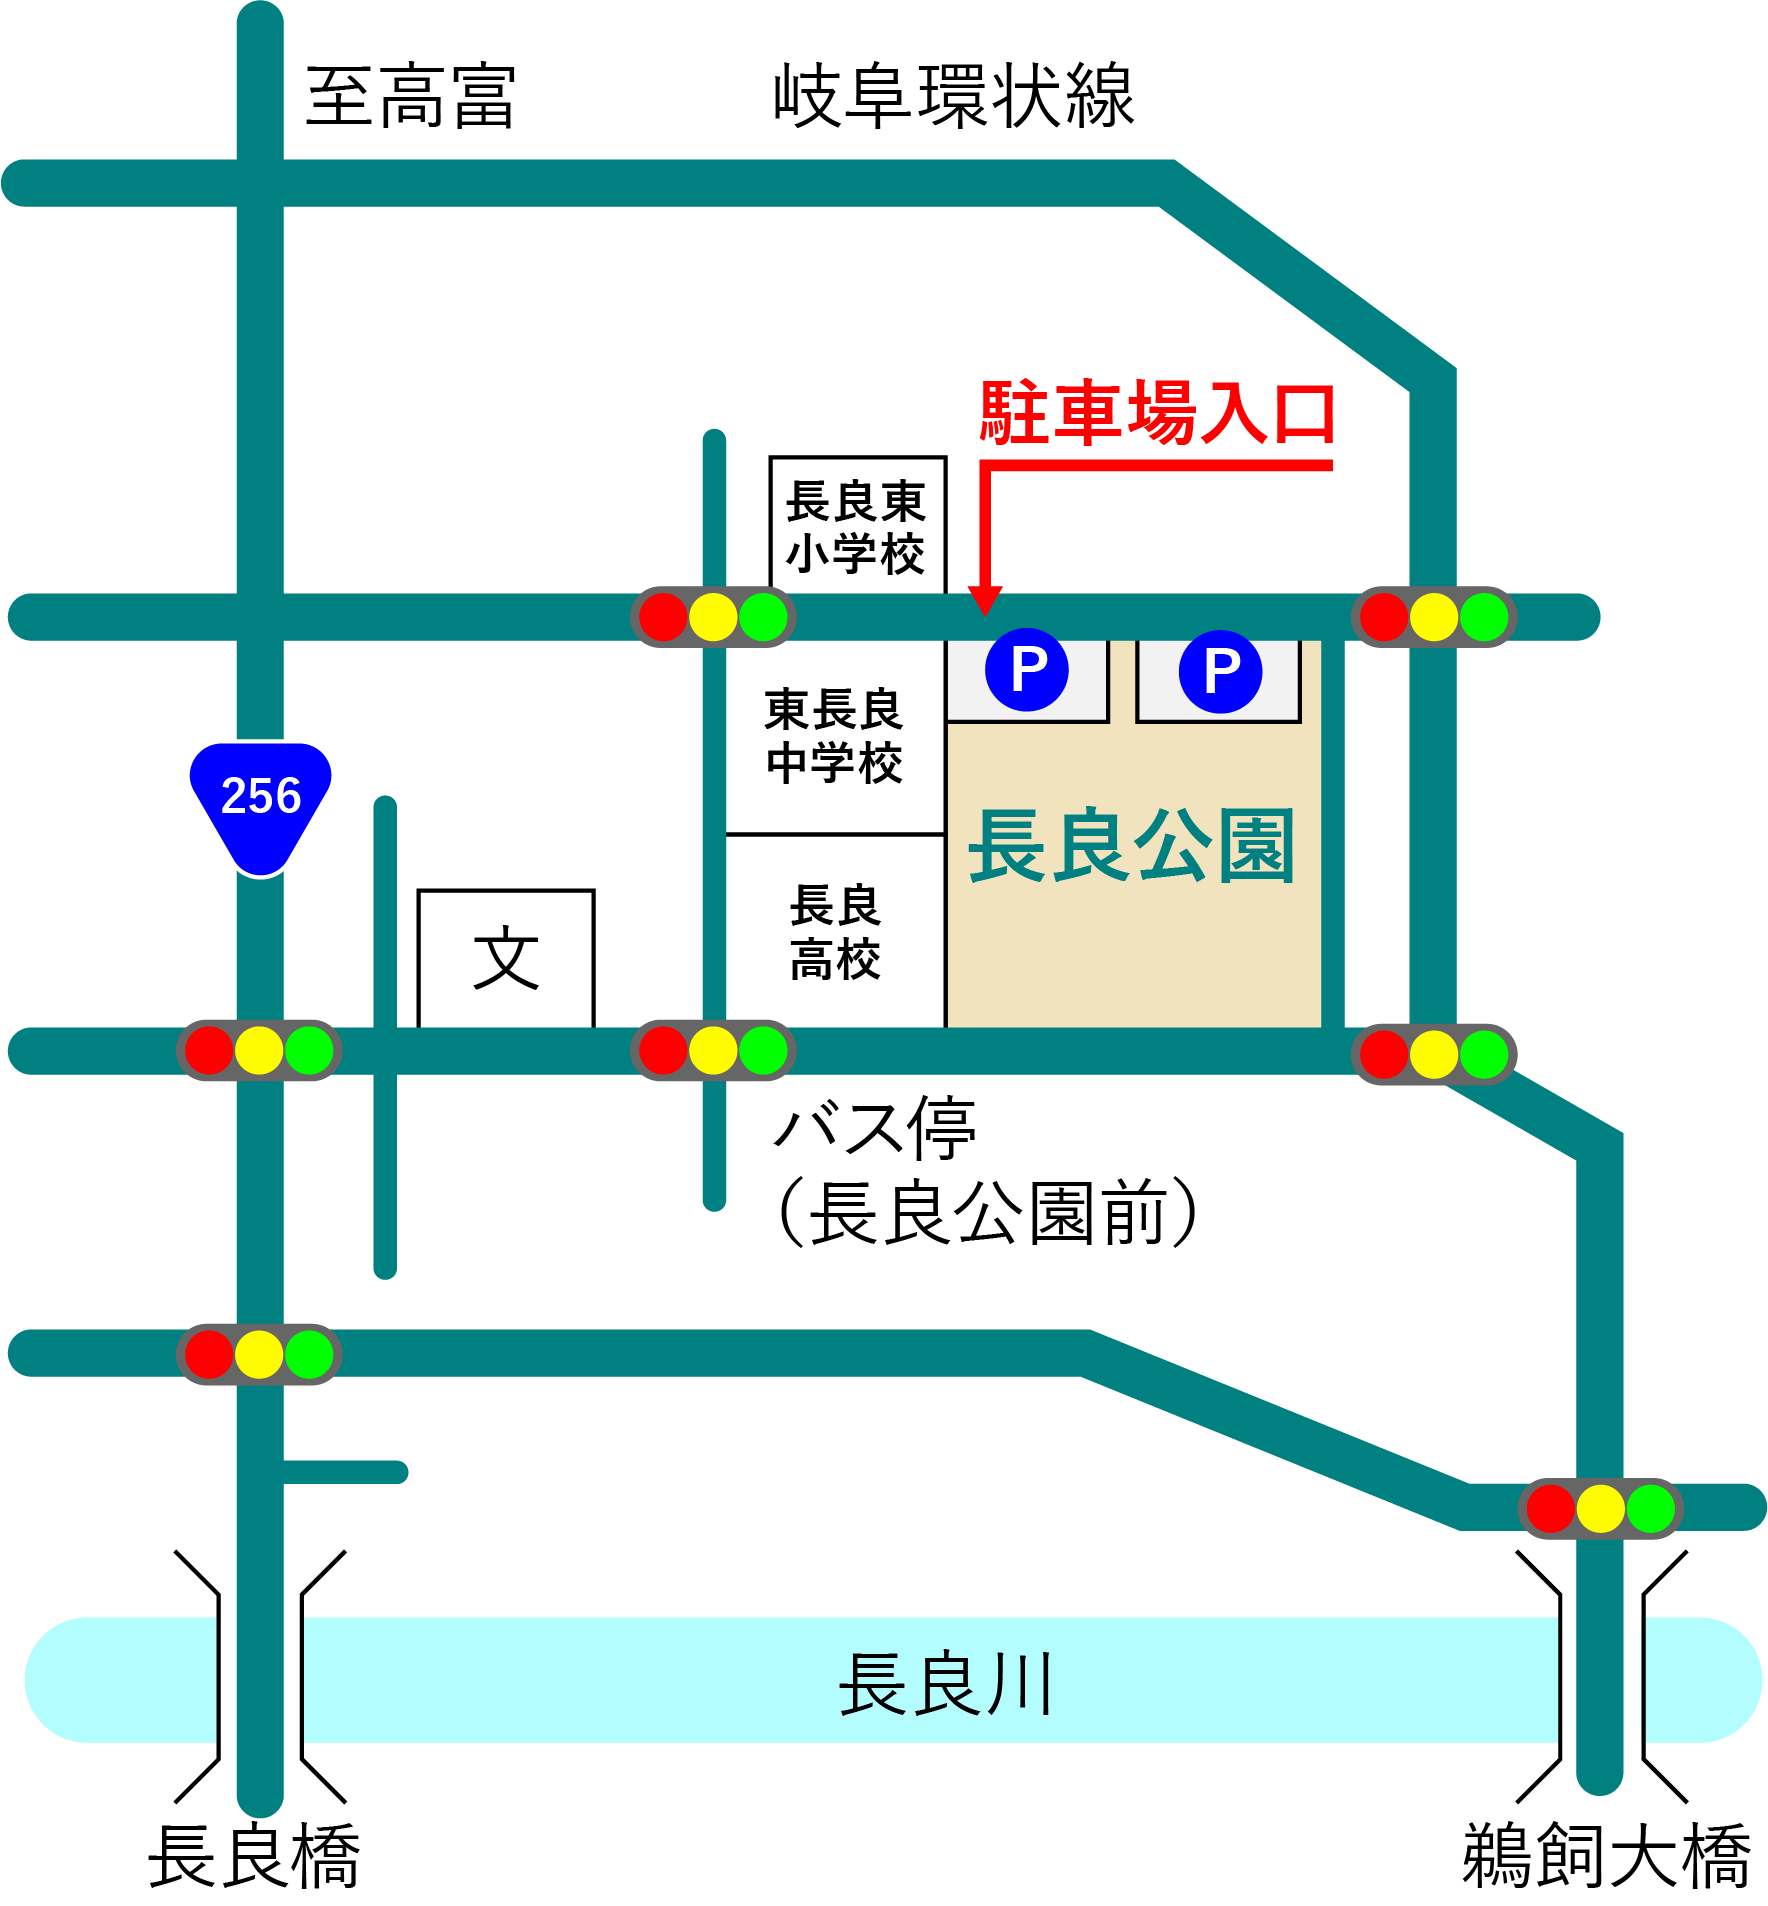 至高富
岐阜環状線
駐車場入口
長良東
小学校
P
P
東長良
中学校
256
長良公園
長良
高校
文
バス停
（長良公園前）
長良川
長良橋
鵜飼大橋